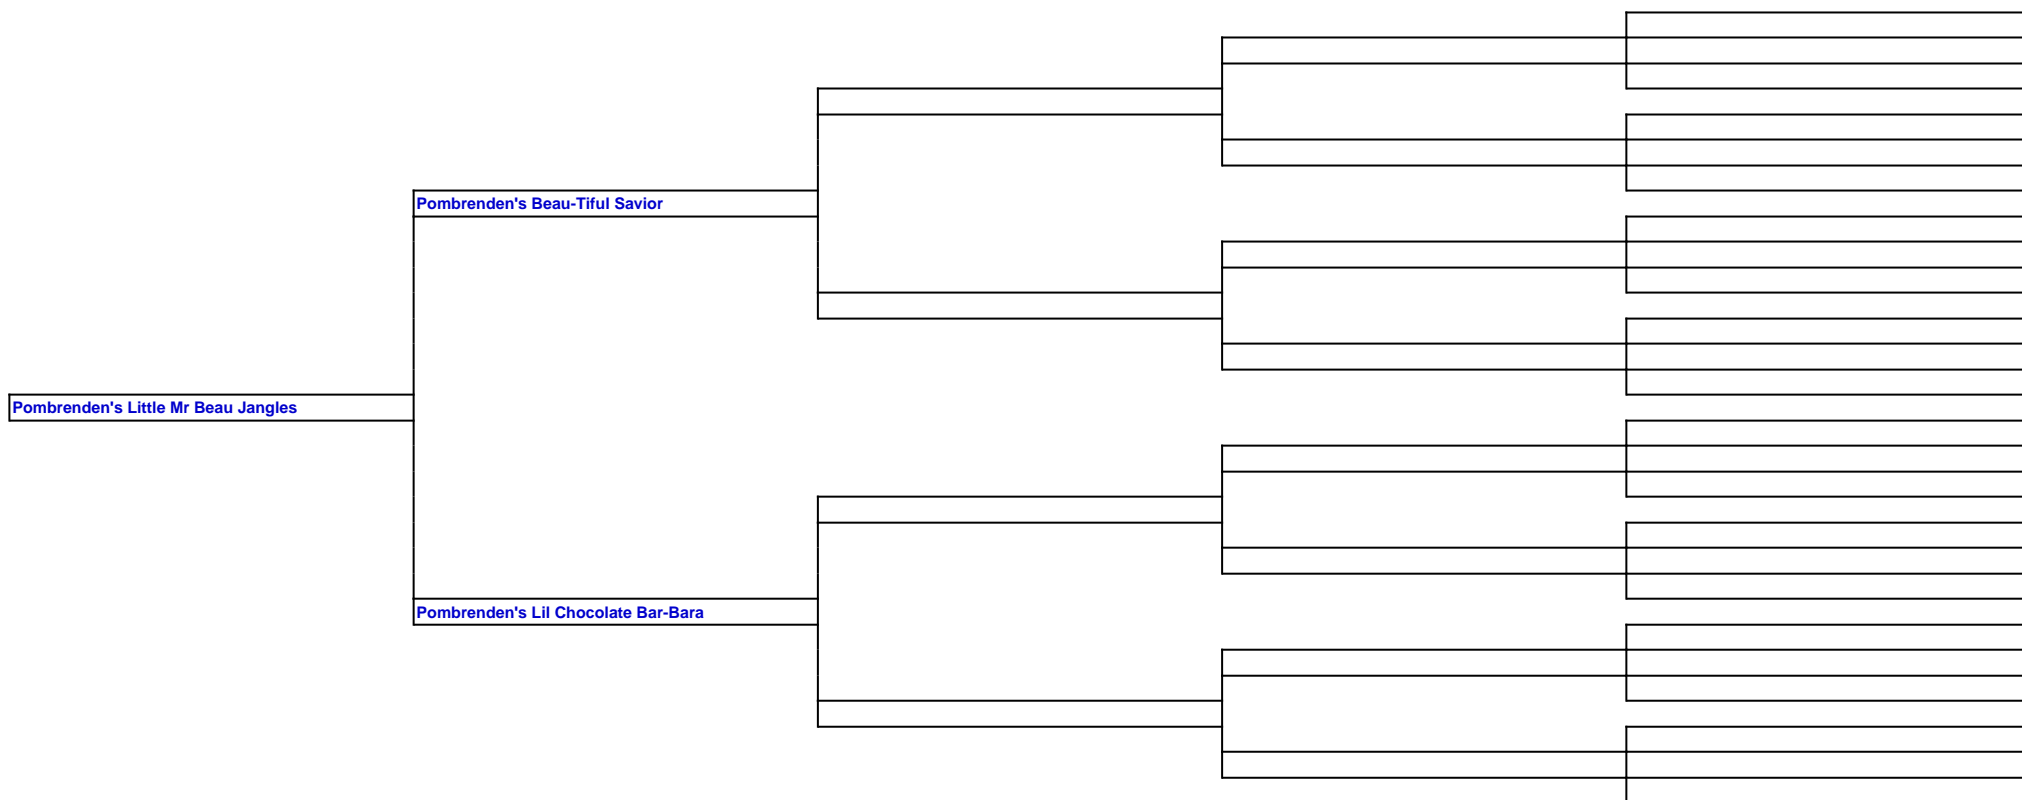 Pombrenden's Beau-Tiful Savior
Pombrenden's Little Mr Beau Jangles
Pombrenden's Lil Chocolate Bar-Bara